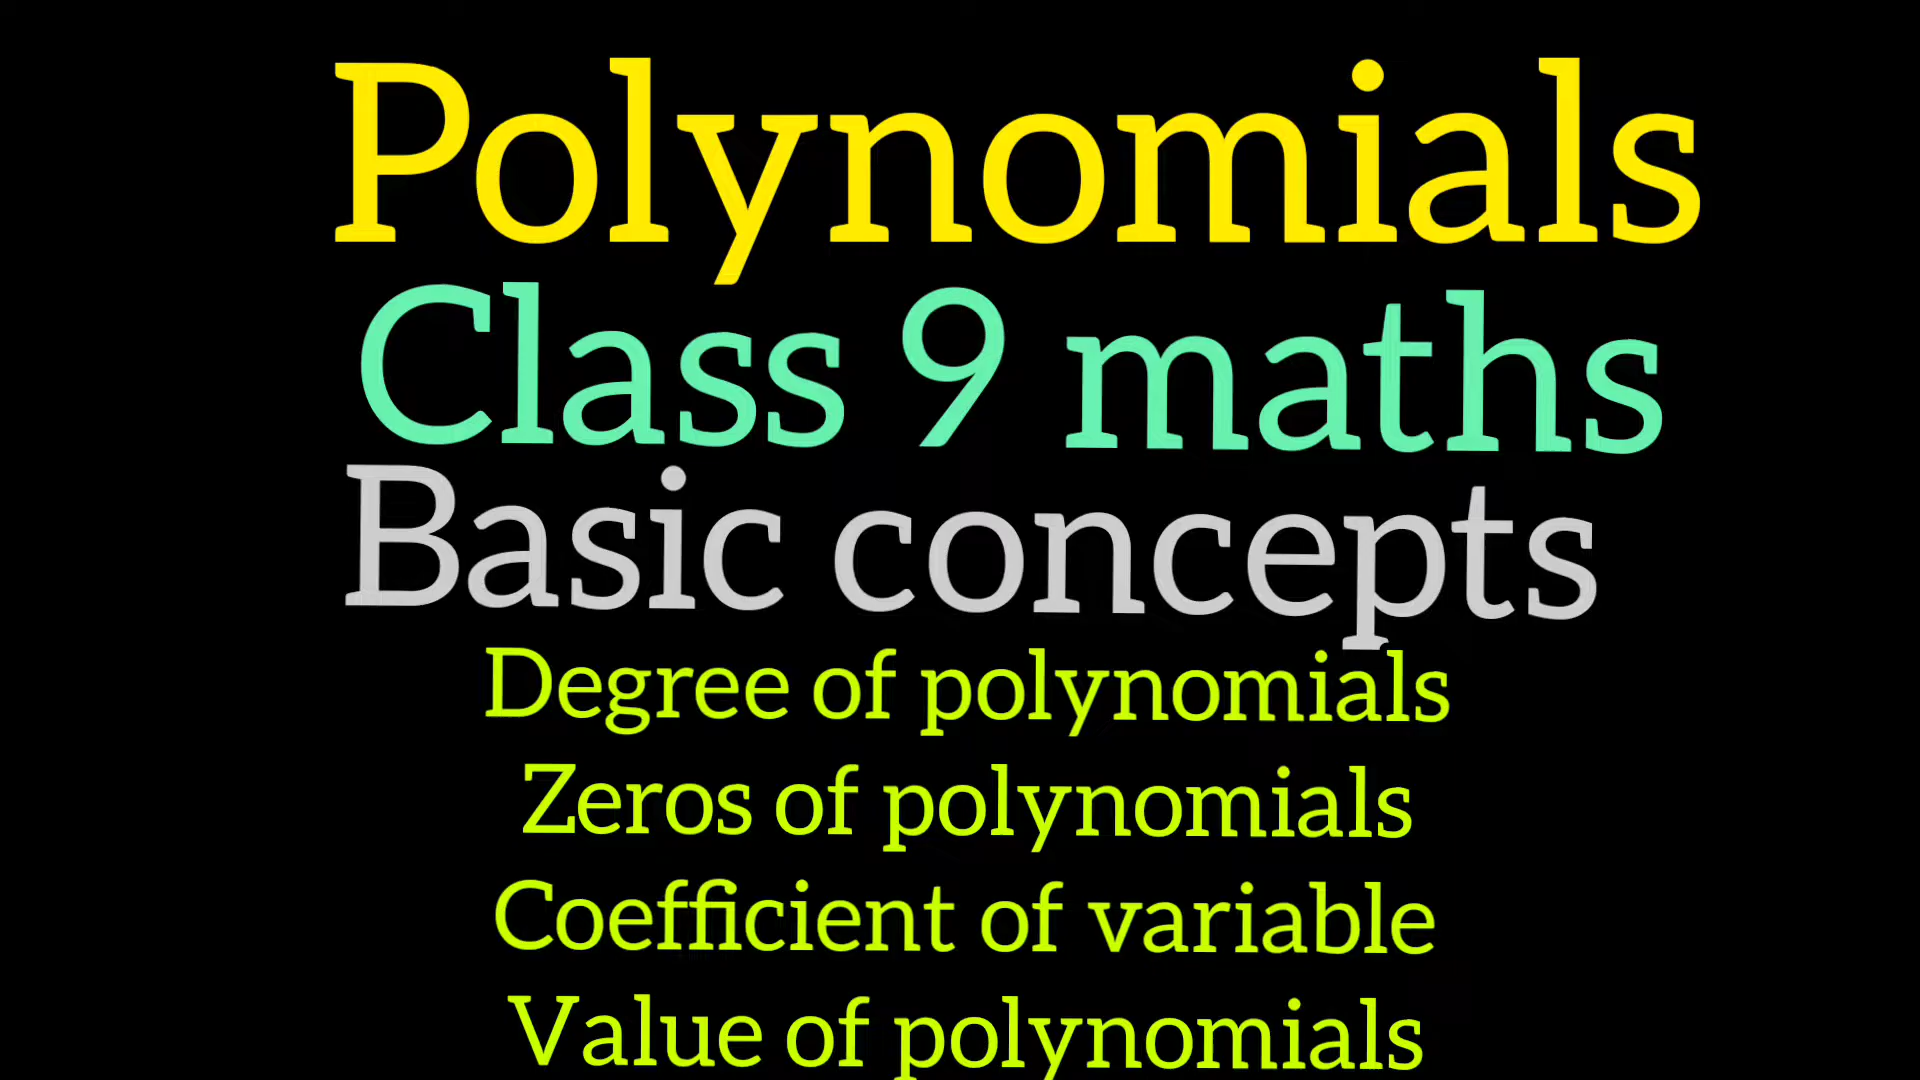 Polynomials
Class 9 maths
Basic concepts
Degree of polynomials
Zeros of polynomials
Coefficient of variable
Value of polynomials